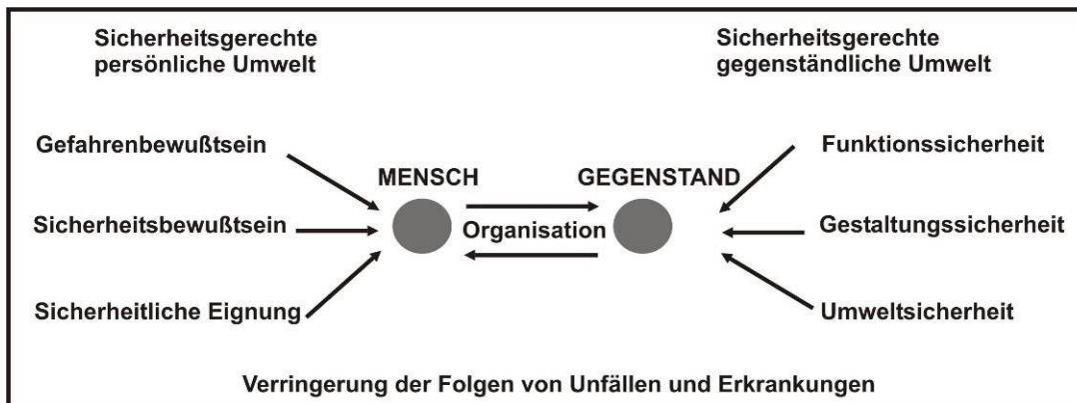 Sicherheitsgerechte
persönliche Umwelt
Sicherheitsgerechte
gegenständliche Umwelt
Gefahrenbewußtsein
Funktionssicherheit
MENSCH
GEGENSTAND
Sicherheitsbewußtsein
Organisation
Gestaltungssicherheit
Sicherheitliche Eignung
Umweltsicherheit
Verringerung der Folgen von Unfällen und Erkrankungen